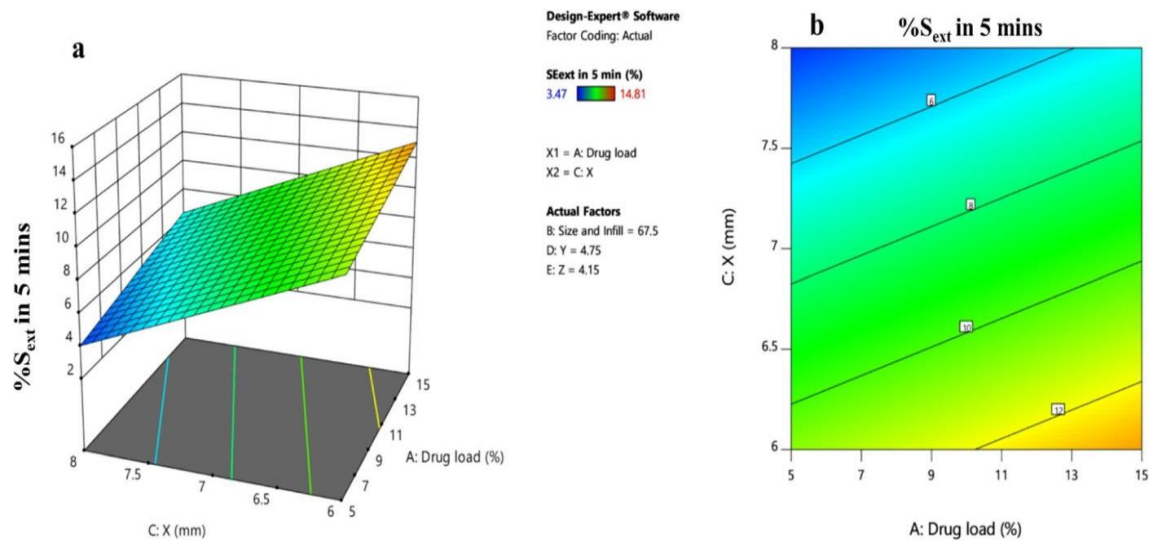 a
%Sext in 5 mins
16
14
12
10
8
6
4
2
8
7.5
7
6.5
6
C: X (mm)
5
7
9
11
13
15
A: Drug load (%)
Design-Expert® Software
Factor Coding: Actual
SEext in 5 min (%)
3.47 14.81
X1 = A: Drug load
X2 = C: X
Actual Factors
B: Size and Infill = 67.5
D: Y = 4.75
E: Z = 4.15
b
%Sext in 5 mins
8
7.5
7
6.5
6
C: X (mm)
6
8
10
12
5 7 9 11 13 15
A: Drug load (%)